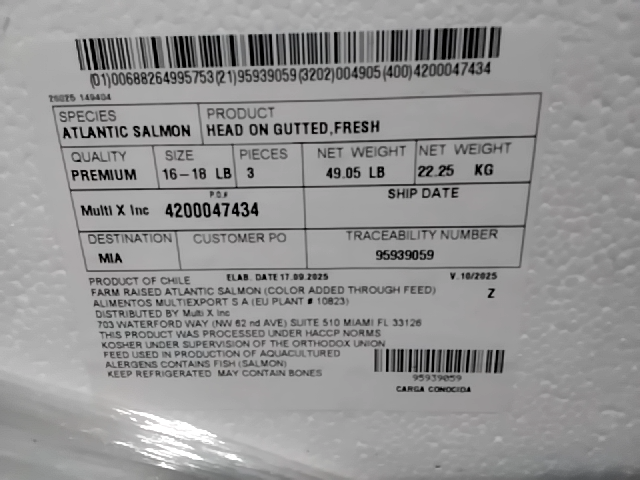 (01)00688264995753(21)95939059(3202)004905(400)4200047434
26025 149404
SPECIES PRODUCT
ATLANTIC SALMON HEAD ON GUTTED,FRESH
QUALITY SIZE PIECES NET WEIGHT NET WEIGHT
PREMIUM 16-18 LB 3 49.05 LB 22.25 KG
P.O.# SHIP DATE
Multi X Inc 4200047434
DESTINATION CUSTOMER PO TRACEABILITY NUMBER
MIA 95939059
PRODUCT OF CHILE ELAB. DATE 17.09.2025 V.10/2025
FARM RAISED ATLANTIC SALMON (COLOR ADDED THROUGH FEED) Z
ALIMENTOS MULTIEXPORT S A (EU PLANT # 10823)
DISTRIBUTED BY Multi X Inc
703 WATERFORD WAY (NW 62 nd AVE) SUITE 510 MIAMI FL 33126
THIS PRODUCT WAS PROCESSED UNDER HACCP NORMS
KOSHER UNDER SUPERVISION OF THE ORTHODOX UNION
FEED USED IN PRODUCTION OF AQUACULTURED
ALERGENS CONTAINS FISH (SALMON)
KEEP REFRIGERATED MAY CONTAIN BONES
95939059
CARGA CONOCIDA